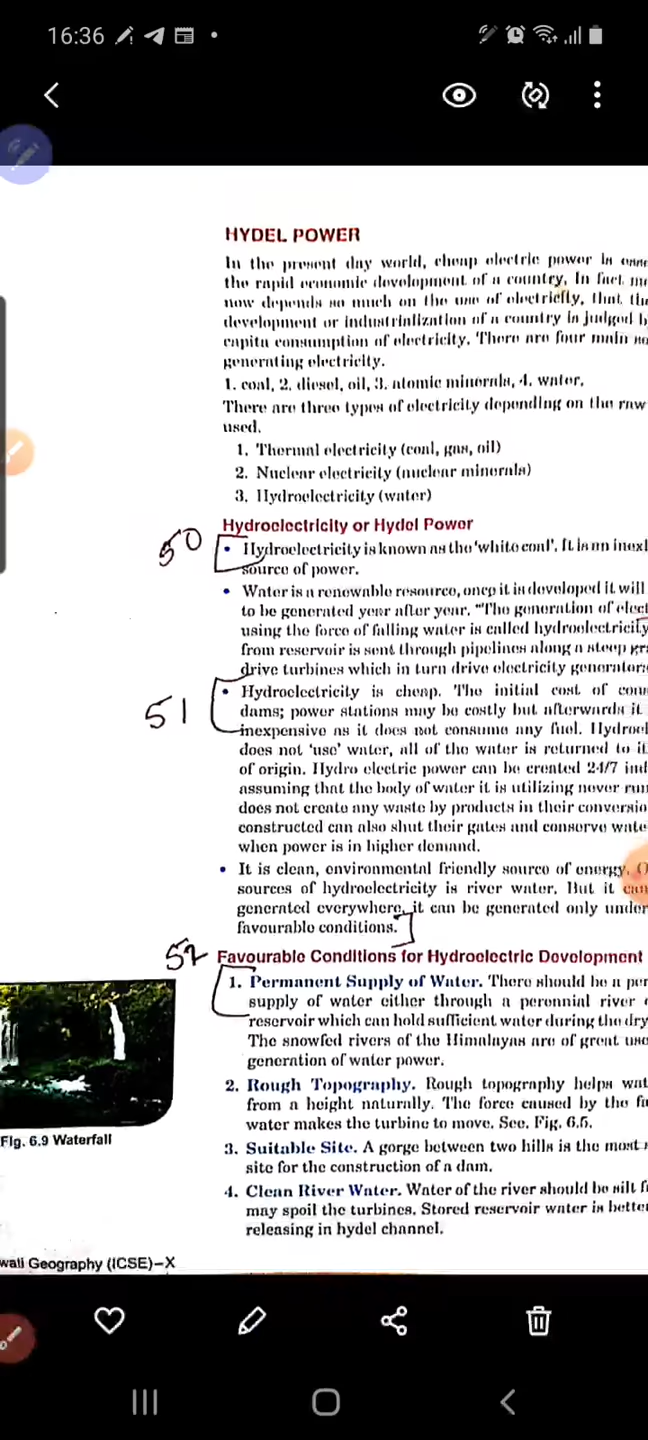 16:36
HYDEL POWER
In the present day world, cheap electric power is
the rapid economic development of a country. In fact,
now depends so much on the use of electricity, that
development or industrialization of a country is judged
capita consumption of electricity. There are four main
generating electricity.
1. coal, 2. diesel, oil, 3. atomic minerals, 4. water.
There are three types of electricity depending on the raw
used.
1. Thermal electricity (coal, gas, oil)
2. Nuclear electricity (nuclear minerals)
3. Hydroelectricity (water)
Hydroelectricity or Hydel Power
50
• Hydroelectricity is known as the 'white coal'. It is an
source of power.
• Water is a renewable resource, once it is developed it will
to be generated year after year. "The generation of
using the force of falling water is called hydroelectricity
from reservoir is sent through pipelines along a steep
drive turbines which in turn drive electricity generators
51
• Hydroelectricity is cheap. The initial cost of
dams; power stations may be costly but afterwards it
inexpensive as it does not consume any fuel.
does not 'use' water, all of the water is returned to
of origin. Hydro electric power can be created 24/7
assuming that the body of water it is utilizing never
does not create any waste by products in their
constructed can also shut their gates and conserve
when power is in higher demand.
• It is clean, environmental friendly source of energy.
sources of hydroelectricity is river water. But it can
generated everywhere, it can be generated only under
favourable conditions.
52
Favourable Conditions for Hydroelectric Development
1. Permanent Supply of Water. There should be a
supply of water either through a perennial river
reservoir which can hold sufficient water during the dry
The snowfed rivers of the Himalayas are of great
generation of water power.
2. Rough Topography. Rough topography helps
from a height naturally. The force caused by the
water makes the turbine to move. See. Fig. 6.5.
3. Suitable Site. A gorge between two hills is the most
site for the construction of a dam.
4. Clean River Water. Water of the river should be silt
may spoil the turbines. Stored reservoir water is
releasing in hydel channel.
Fig. 6.9 Waterfall
Geography (ICSE)–X